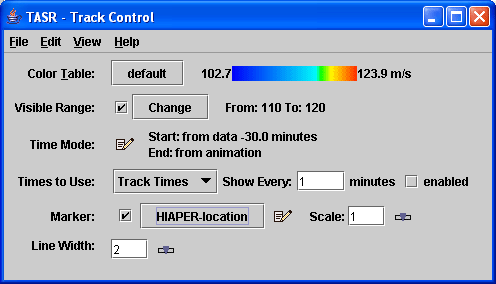 TASR - Track Control
File Edit View Help
Color Table: default 102.7 123.9 m/s
Visible Range: Change From: 110 To: 120
Time Mode: Start: from data -30.0 minutes
End: from animation
Times to Use: Track Times Show Every: 1 minutes enabled
Marker: HIAPER-location Scale: 1
Line Width: 2